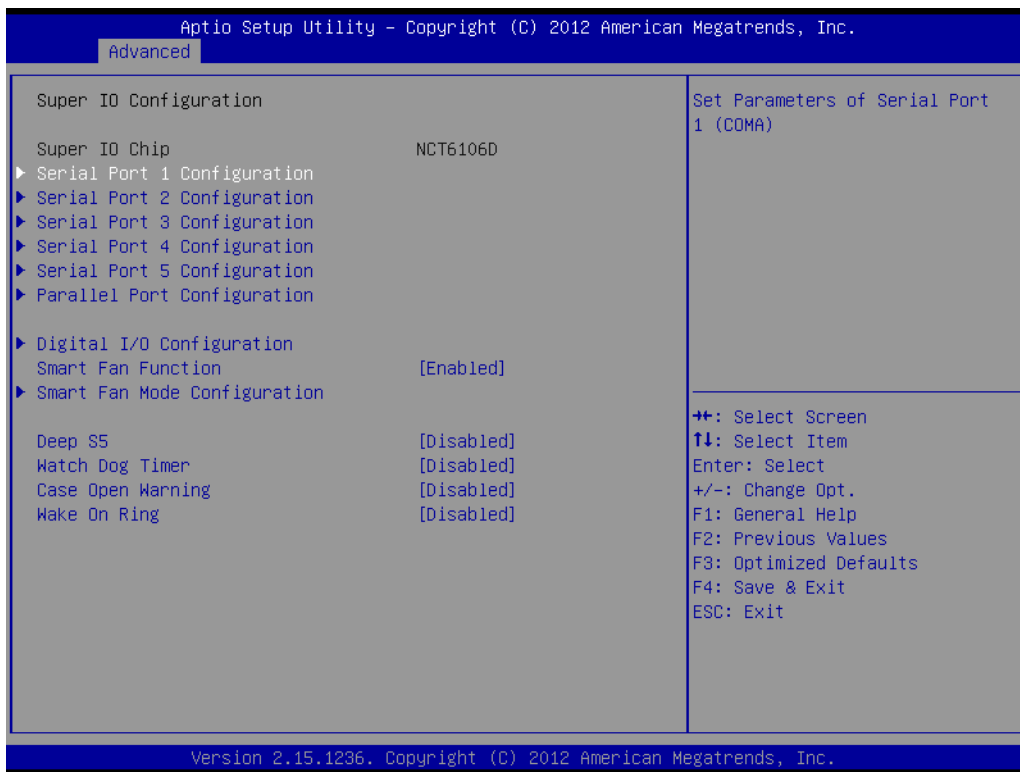 Aptio Setup Utility – Copyright (C) 2012 American Megatrends, Inc.
Advanced
Super IO Configuration
Super IO Chip NCT6106D
Serial Port 1 Configuration
Serial Port 2 Configuration
Serial Port 3 Configuration
Serial Port 4 Configuration
Serial Port 5 Configuration
Parallel Port Configuration
Digital I/O Configuration
Smart Fan Function [Enabled]
Smart Fan Mode Configuration
Deep S5 [Disabled]
Watch Dog Timer [Disabled]
Case Open Warning [Disabled]
Wake On Ring [Disabled]
Set Parameters of Serial Port
1 (COMA)
→←: Select Screen
↑↓: Select Item
Enter: Select
+/-: Change Opt.
F1: General Help
F2: Previous Values
F3: Optimized Defaults
F4: Save & Exit
ESC: Exit
Version 2.15.1236. Copyright (C) 2012 American Megatrends, Inc.